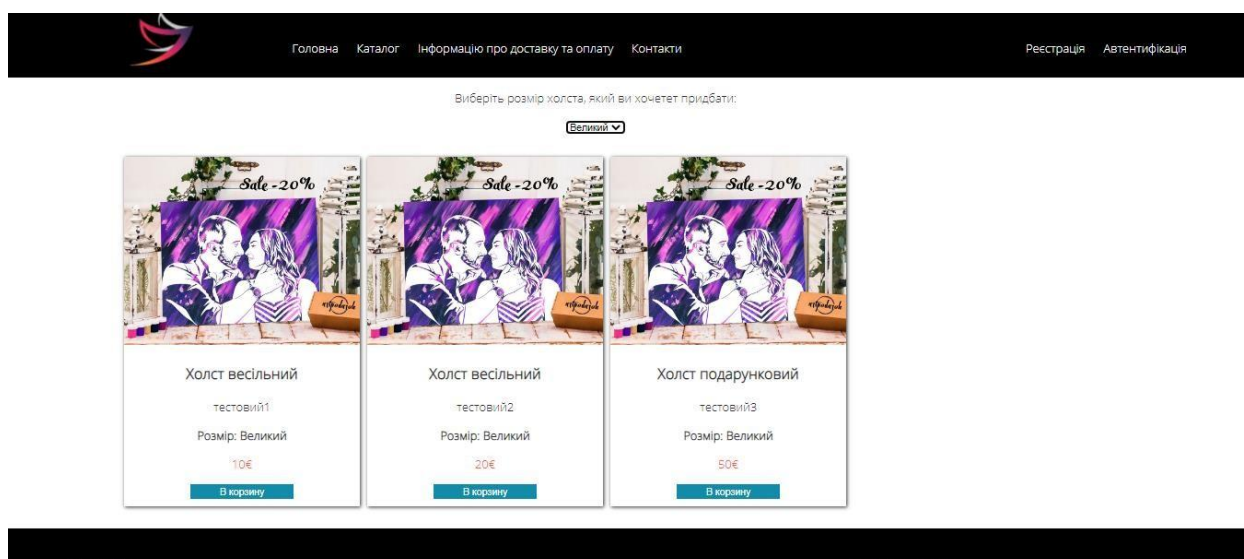 Головна Каталог Інформацію про доставку та оплату Контакти Реєстрація Автентифікація
Виберіть розмір холста, який ви хочетет придбати:
Великий
Sale -20% Sale -20% Sale -20%
Холст весільний Холст весільний Холст подарунковий
тестовий1 тестовий2 тестовий3
Розмір: Великий Розмір: Великий Розмір: Великий
10€ 20€ 50€
В корзину В корзину В корзину